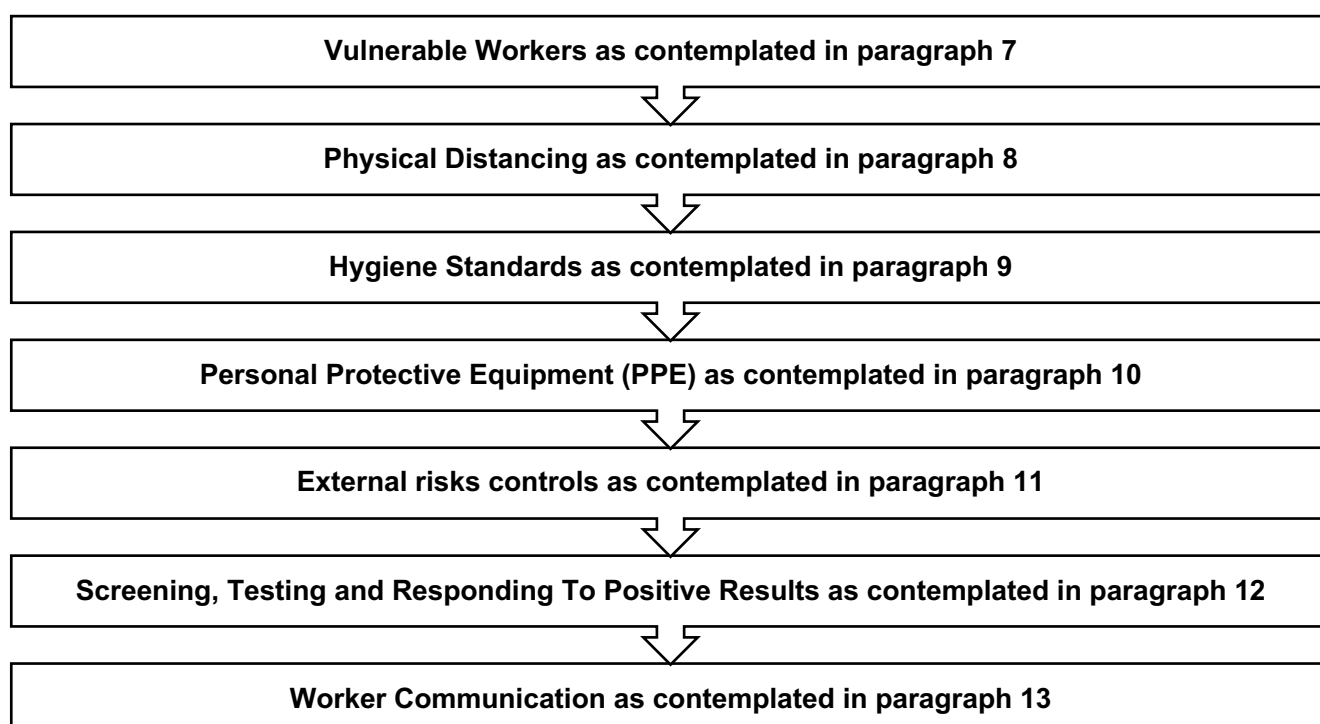 Vulnerable Workers as contemplated in paragraph 7
Physical Distancing as contemplated in paragraph 8
Hygiene Standards as contemplated in paragraph 9
Personal Protective Equipment (PPE) as contemplated in paragraph 10
External risks controls as contemplated in paragraph 11
Screening, Testing and Responding To Positive Results as contemplated in paragraph 12
Worker Communication as contemplated in paragraph 13